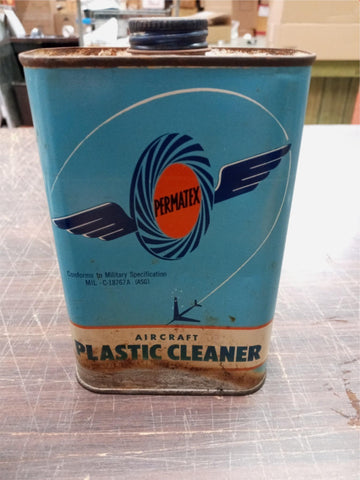 PERMATEX
Conforms to Military Specification
MIL-C-18767A (ASG)
AIRCRAFT
PLASTIC CLEANER